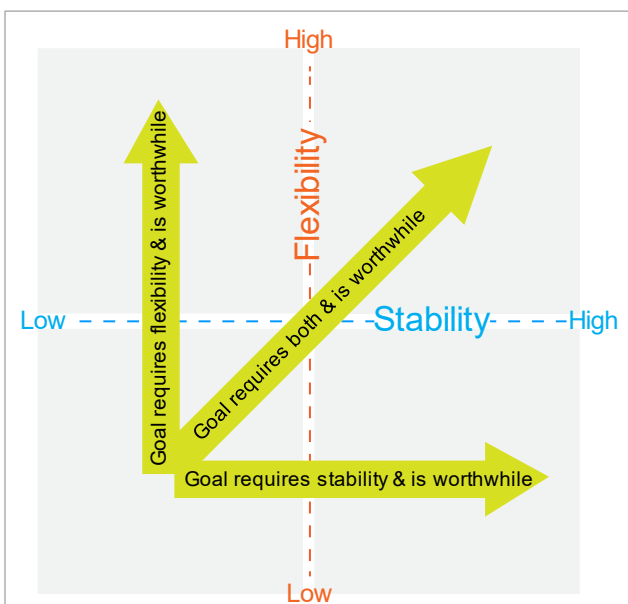 High
Flexibility
Goal requires flexibility & is worthwhile
Goal requires both & is worthwhile
Low
Stability
High
Goal requires stability & is worthwhile
Low